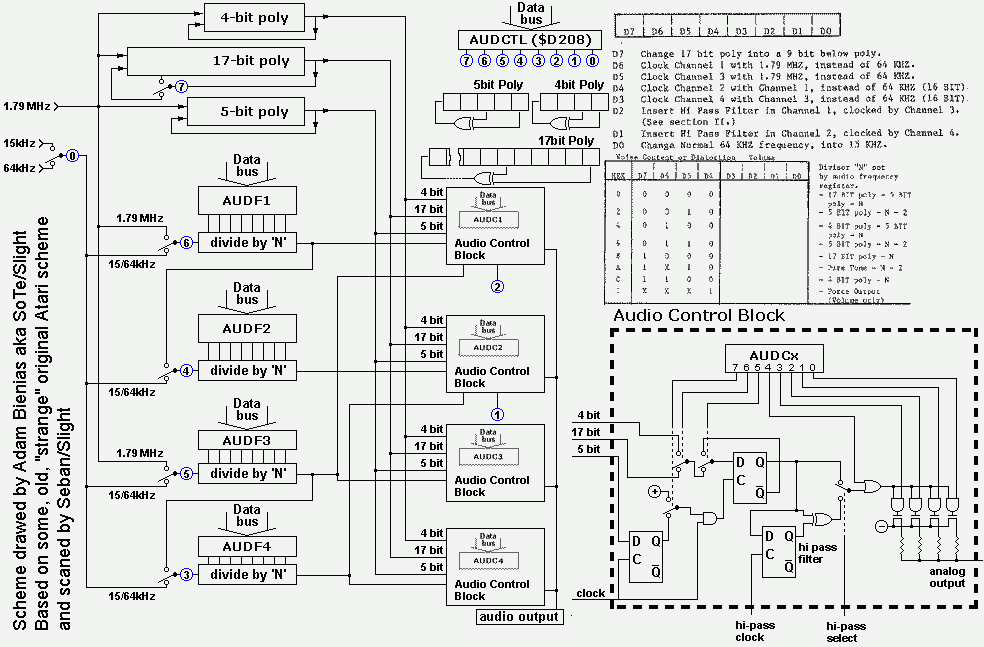 4-bit poly
17-bit poly
7
5-bit poly
1.79 MHz
15kHz
64kHz
0
Data
bus
AUDCTL ($D208)
7 6 5 4 3 2 1 0
5bit Poly
4bit Poly
17bit Poly
D7 D6 D5 D4 D3 D2 D1 D0
D7 Change 17 bit poly into a 9 bit below poly.
D6 Clock Channel 1 with 1.79 MHZ, instead of 64 KHZ.
D5 Clock Channel 3 with 1.79 MHZ, instead of 64 KHZ.
D4 Clock Channel 2 with Channel 1, instead of 64 KHZ (16 BIT).
D3 Clock Channel 4 with Channel 3, instead of 64 KHZ (16 BIT).
D2 Insert Hi Pass Filter in Channel 1, clocked by Channel 3.
(See section II.)
D1 Insert Hi Pass Filter in Channel 2, clocked by Channel 4.
D0 Change Normal 64 KHZ frequency, into 15 KHZ.
Noise Content or Distortion Volume
HEX D7 D6 D5 D4 D3 D2 D1 D0
Divisor "N" set
by audio frequency
register.
0 0 0 0 0 - 17 BIT poly - 5 BIT
poly - N
2 0 0 1 0 - 5 BIT poly - N - 2
4 0 1 0 0 - 4 BIT poly - 5 BIT
poly - N
6 0 1 1 0 - 5 BIT poly - N - 2
8 1 0 0 0 - 17 BIT poly - N
A 1 X 1 0 - Pure Tone - N - 2
C 1 1 0 0 - 4 BIT poly - N
1 X X X 1 - Force Output
(Volume only)
Data
bus
AUDF1
1.79 MHz
6
divide by 'N'
15/64kHz
4 bit
17 bit
5 bit
Data
bus
AUDC1
Audio Control
Block
2
Data
bus
AUDF2
4
divide by 'N'
15/64kHz
4 bit
17 bit
5 bit
Data
bus
AUDC2
Audio Control
Block
1
Data
bus
AUDF3
1.79 MHz
5
divide by 'N'
15/64kHz
4 bit
17 bit
5 bit
Data
bus
AUDC3
Audio Control
Block
Data
bus
AUDF4
3
divide by 'N'
15/64kHz
4 bit
17 bit
5 bit
Data
bus
AUDC4
Audio Control
Block
audio output
Scheme drawed by Adam Bienias aka SoTe/Slight
Based on some, old, "strange" original Atari scheme
and scanned by Seban/Slight
Audio Control Block
AUDCx
7 6 5 4 3 2 1 0
4 bit
17 bit
5 bit
D Q
C
Q
D Q
C
Q
D Q
C
Q
hi pass
filter
clock
analog
output
hi-pass
clock
hi-pass
select